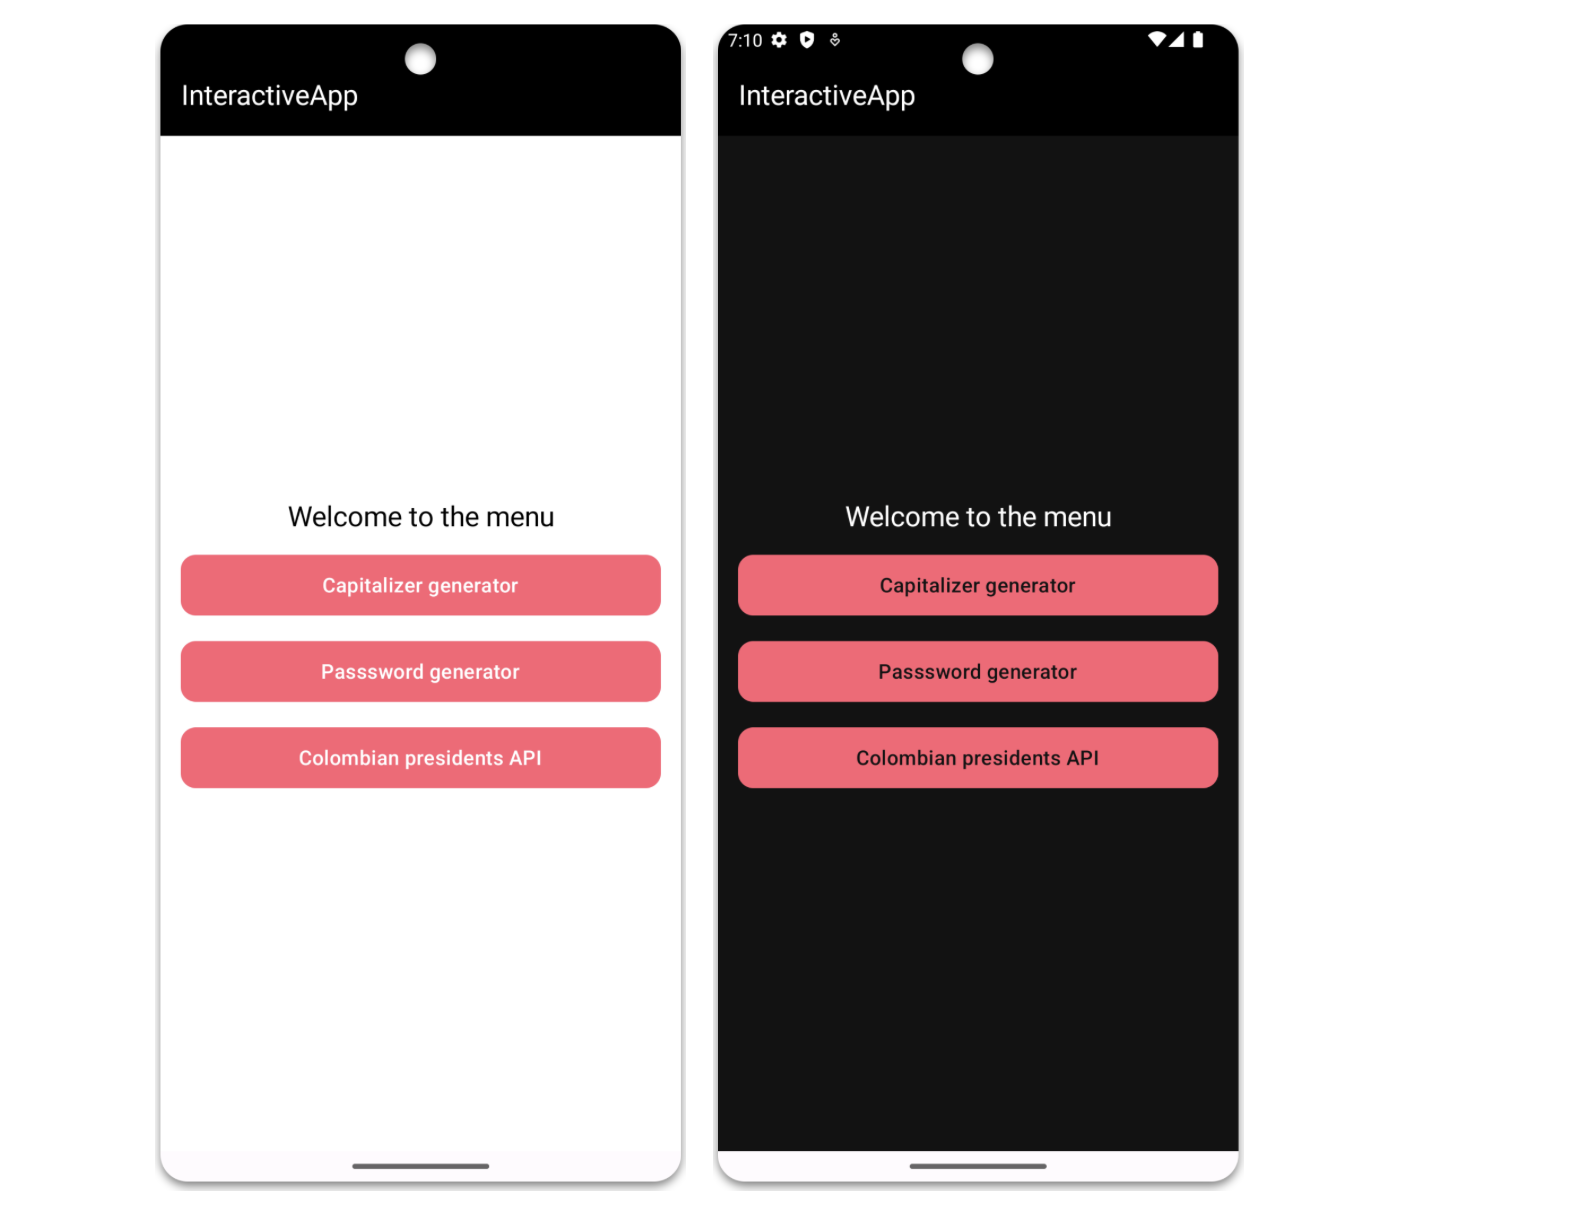 InteractiveApp
Welcome to the menu
Capitalizer generator
Passsword generator
Colombian presidents API
7:10
InteractiveApp
Welcome to the menu
Capitalizer generator
Passsword generator
Colombian presidents API